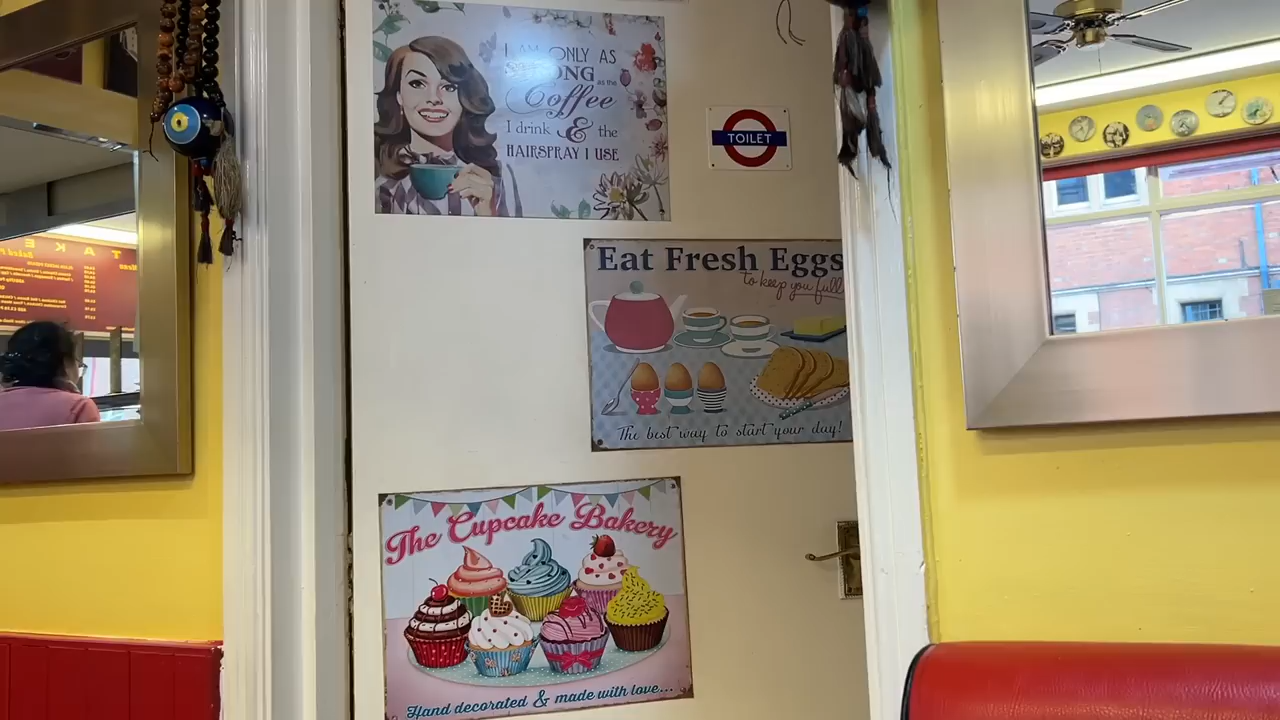 I AM ONLY AS
STRONG as the
Coffee
I drink & the
HAIRSPRAY I USE
TOILET
Eat Fresh Eggs
to keep you full
The best way to start your day!
The Cupcake Bakery
Hand decorated & made with love...